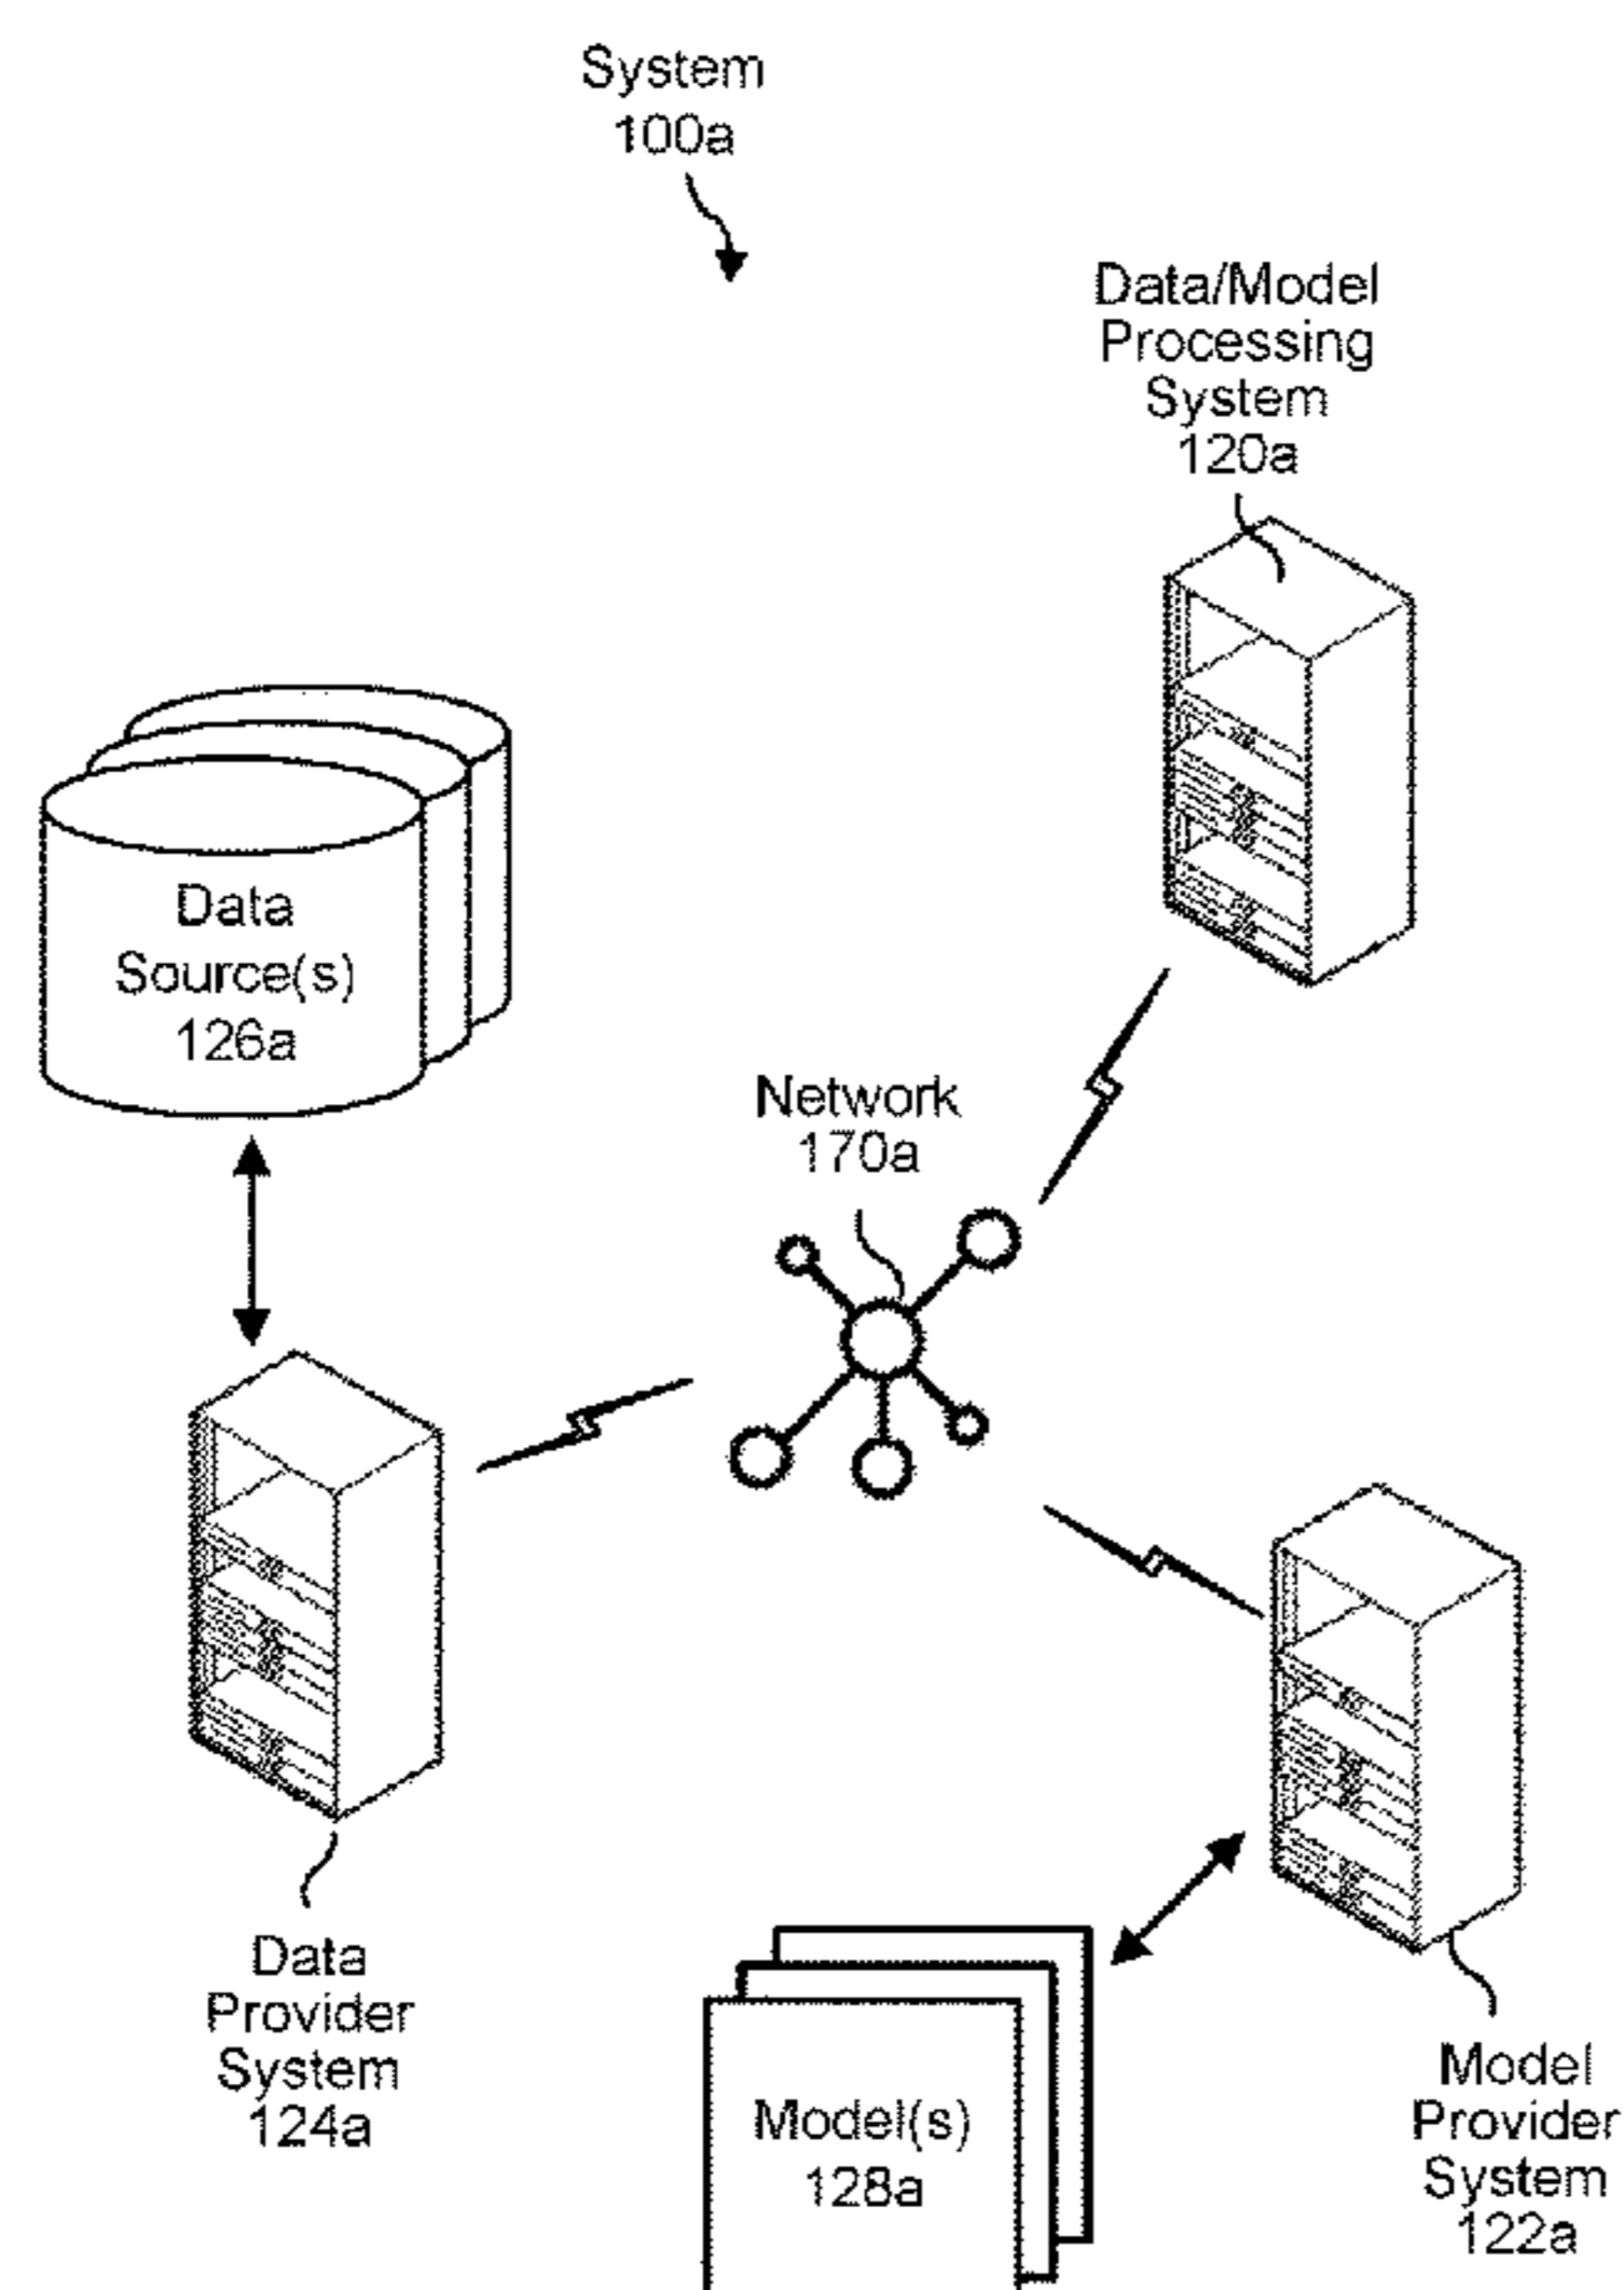 System
100a
Data/Model
Processing
System
120a
Data
Source(s)
126a
Network
170a
Data
Provider
System
124a
Model(s)
128a
Model
Provider
System
122a